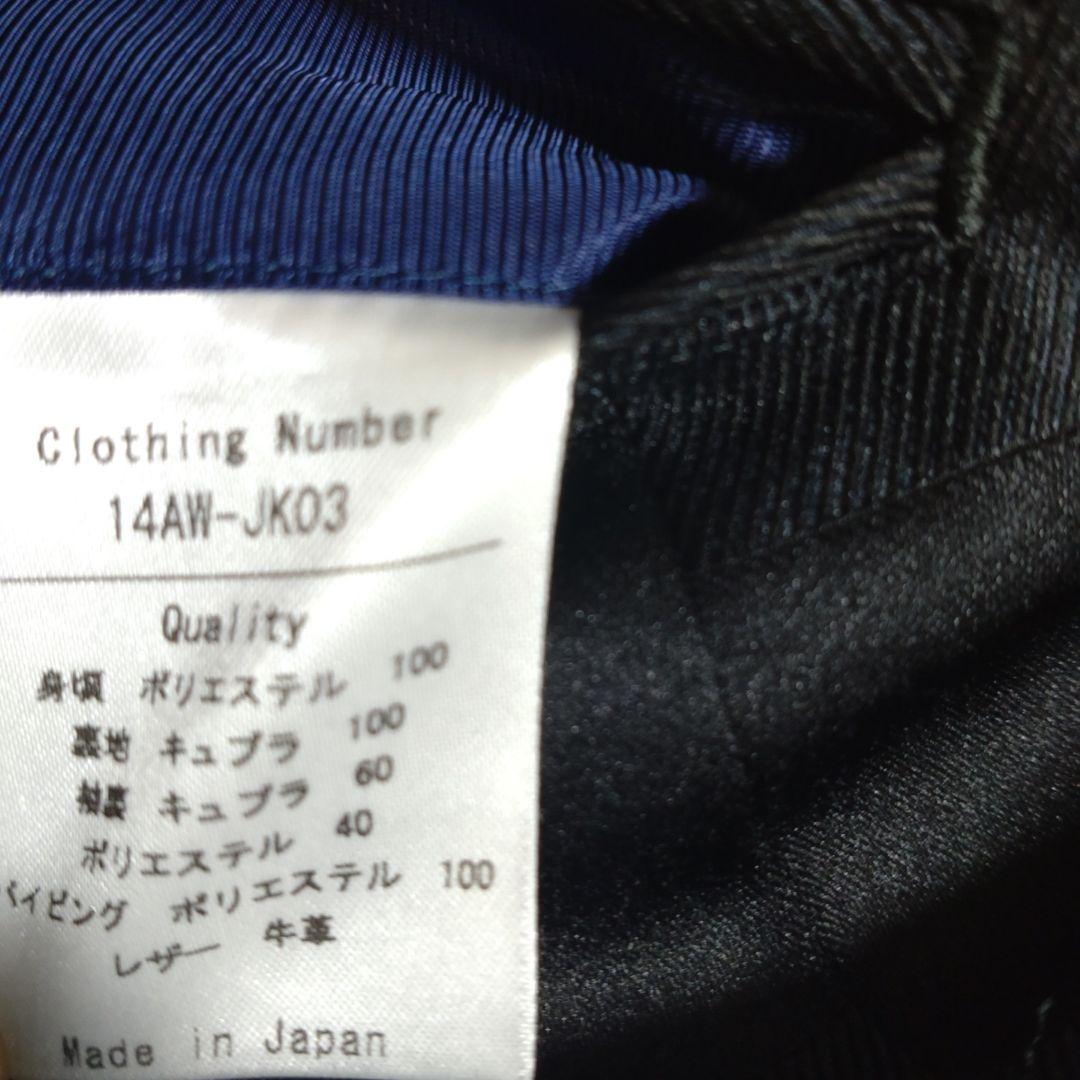 Clothing Number
14AW-JK03
Quality
身頃 ポリエステル 100
裏地 キュプラ 100
袖裏 キュプラ 60
ポリエステル 40
パイピング ポリエステル 100
レザー 牛革
Made in Japan